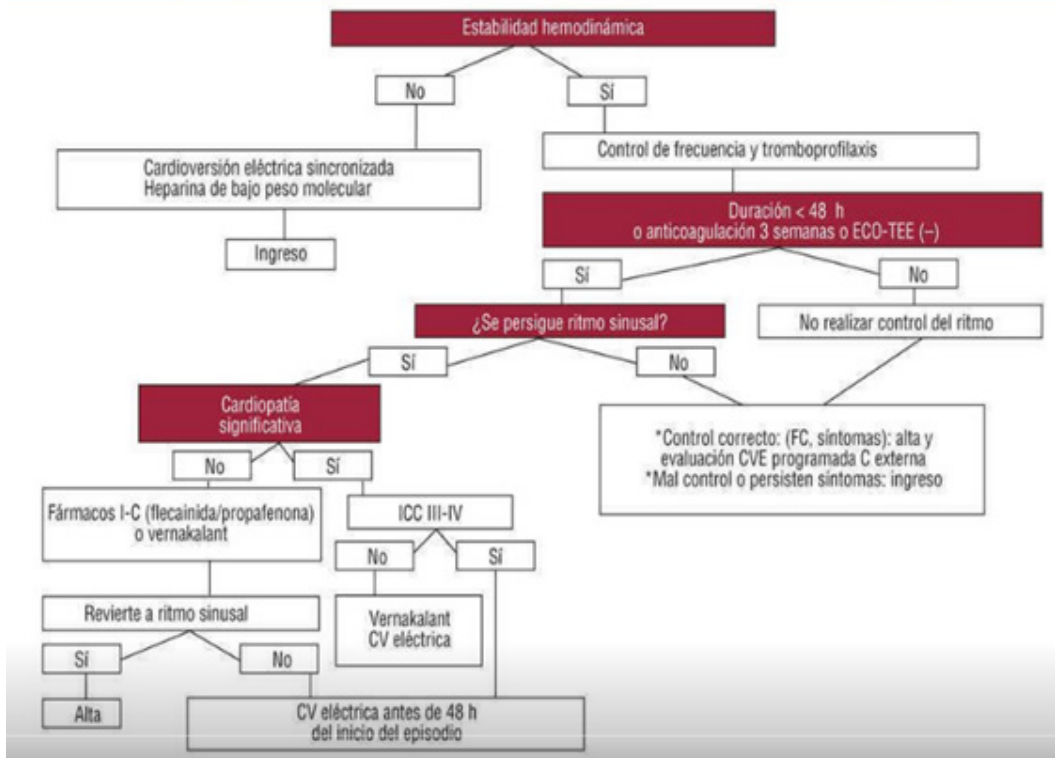 Estabilidad hemodinámica
No
Sí
Cardioversión eléctrica sincronizada
Heparina de bajo peso molecular
Control de frecuencia y tromboprofilaxis
Ingreso
Duración < 48 h
o anticoagulación 3 semanas o ECO-TEE (–)
Sí
No
¿Se persigue ritmo sinusal?
No realizar control del ritmo
Sí
No
Cardiopatía
significativa
*Control correcto: (FC, síntomas): alta y
evaluación CVE programada C externa
*Mal control o persisten síntomas: ingreso
No
Sí
Fármacos I-C (flecainida/propafenona)
o vernakalant
ICC III-IV
No
Sí
Revierte a ritmo sinusal
Vernakalant
CV eléctrica
Sí
No
Alta
CV eléctrica antes de 48 h
del inicio del episodio